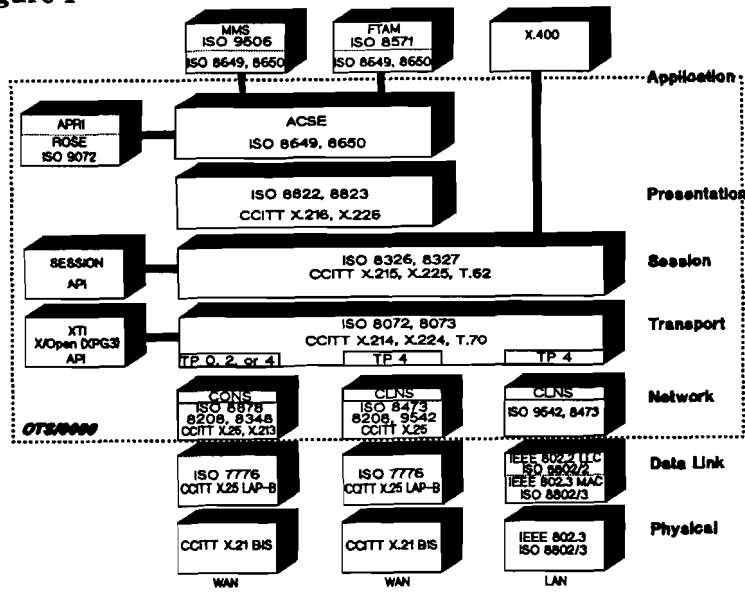 MMS
ISO 9506
ISO 8649, 8650
FTAM
ISO 8571
ISO 8649, 8650
X.400
Application
APRI
ROSE
ISO 9072
ACSE
ISO 8649, 8650
ISO 8822, 8823
CCITT X.216, X.226
Presentation
SESSION
API
ISO 8326, 8327
CCITT X.215, X.225, T.62
Session
XTI
X/Open (XPG3)
API
ISO 8072, 8073
CCITT X.214, X.224, T.70
TP 0, 2, or 4
TP 4
TP 4
Transport
CONS
ISO 8878
8208, 8348
CCITT X.25, X.213
CLNS
ISO 8473
8208, 9542
CCITT X.25
CLNS
ISO 9542, 8473
Network
ISO 7776
CCITT X.25 LAP-B
ISO 7776
CCITT X.25 LAP-B
IEEE 802.2 LLC
ISO 8802/2
IEEE 802.3 MAC
ISO 8802/3
Data Link
CCITT X.21 BIS
CCITT X.21 BIS
IEEE 802.3
ISO 8802/3
Physical
WAN
WAN
LAN